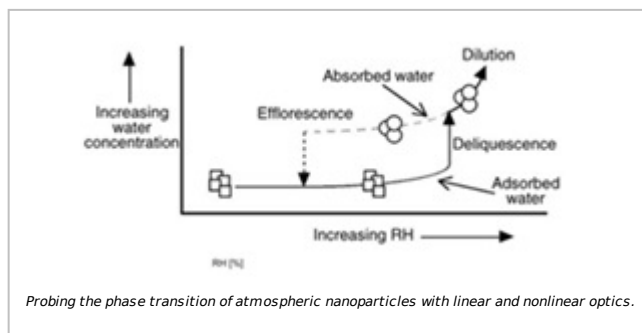 Dilution
Absorbed water
Increasing
water
concentration
Efflorescence
Deliquescence
Adsorbed
water
Increasing RH
RH [%]
Probing the phase transition of atmospheric nanoparticles with linear and nonlinear optics.